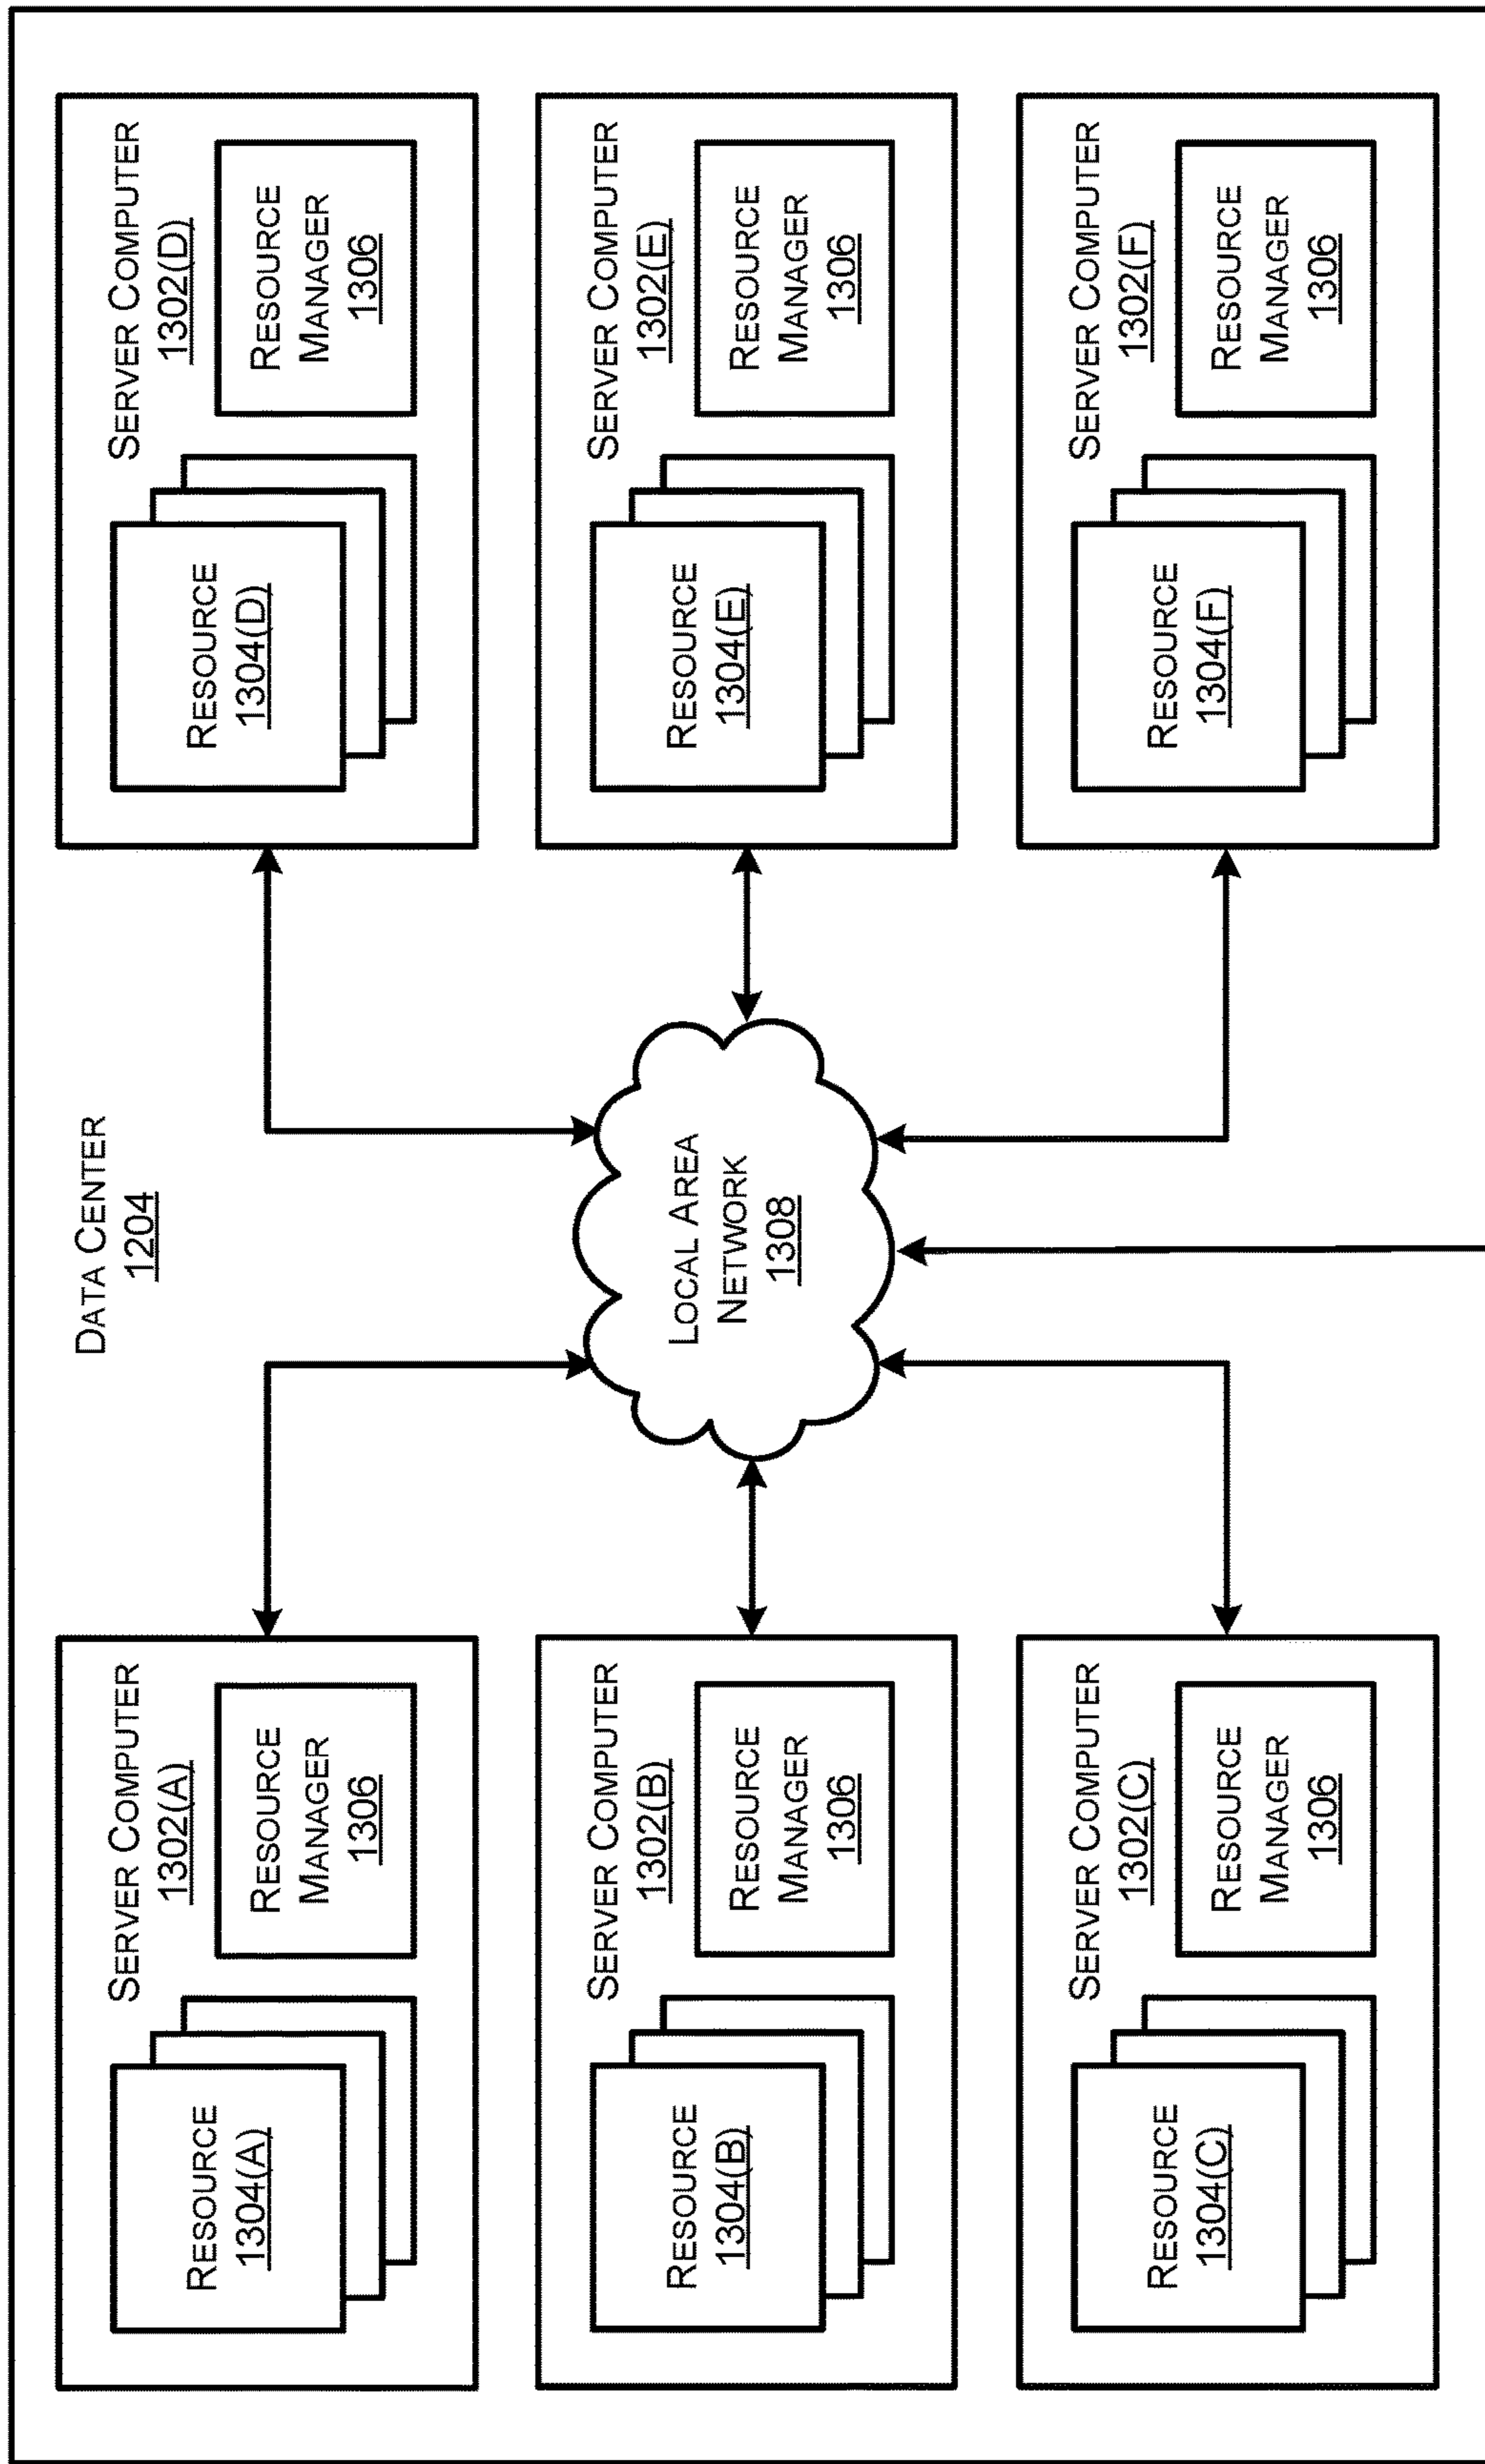 DATA CENTER
1204
SERVER COMPUTER
1302(A)
RESOURCE
1304(A)
RESOURCE
MANAGER
1306
SERVER COMPUTER
1302(B)
RESOURCE
1304(B)
RESOURCE
MANAGER
1306
SERVER COMPUTER
1302(C)
RESOURCE
1304(C)
RESOURCE
MANAGER
1306
LOCAL AREA
NETWORK
1308
SERVER COMPUTER
1302(D)
RESOURCE
1304(D)
RESOURCE
MANAGER
1306
SERVER COMPUTER
1302(E)
RESOURCE
1304(E)
RESOURCE
MANAGER
1306
SERVER COMPUTER
1302(F)
RESOURCE
1304(F)
RESOURCE
MANAGER
1306